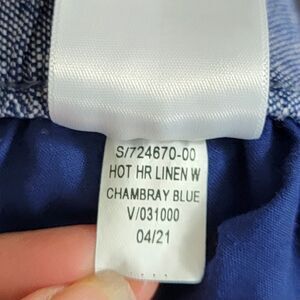 S/724670-00
HOT HR LINEN W
CHAMBRAY BLUE
V/031000
04/21